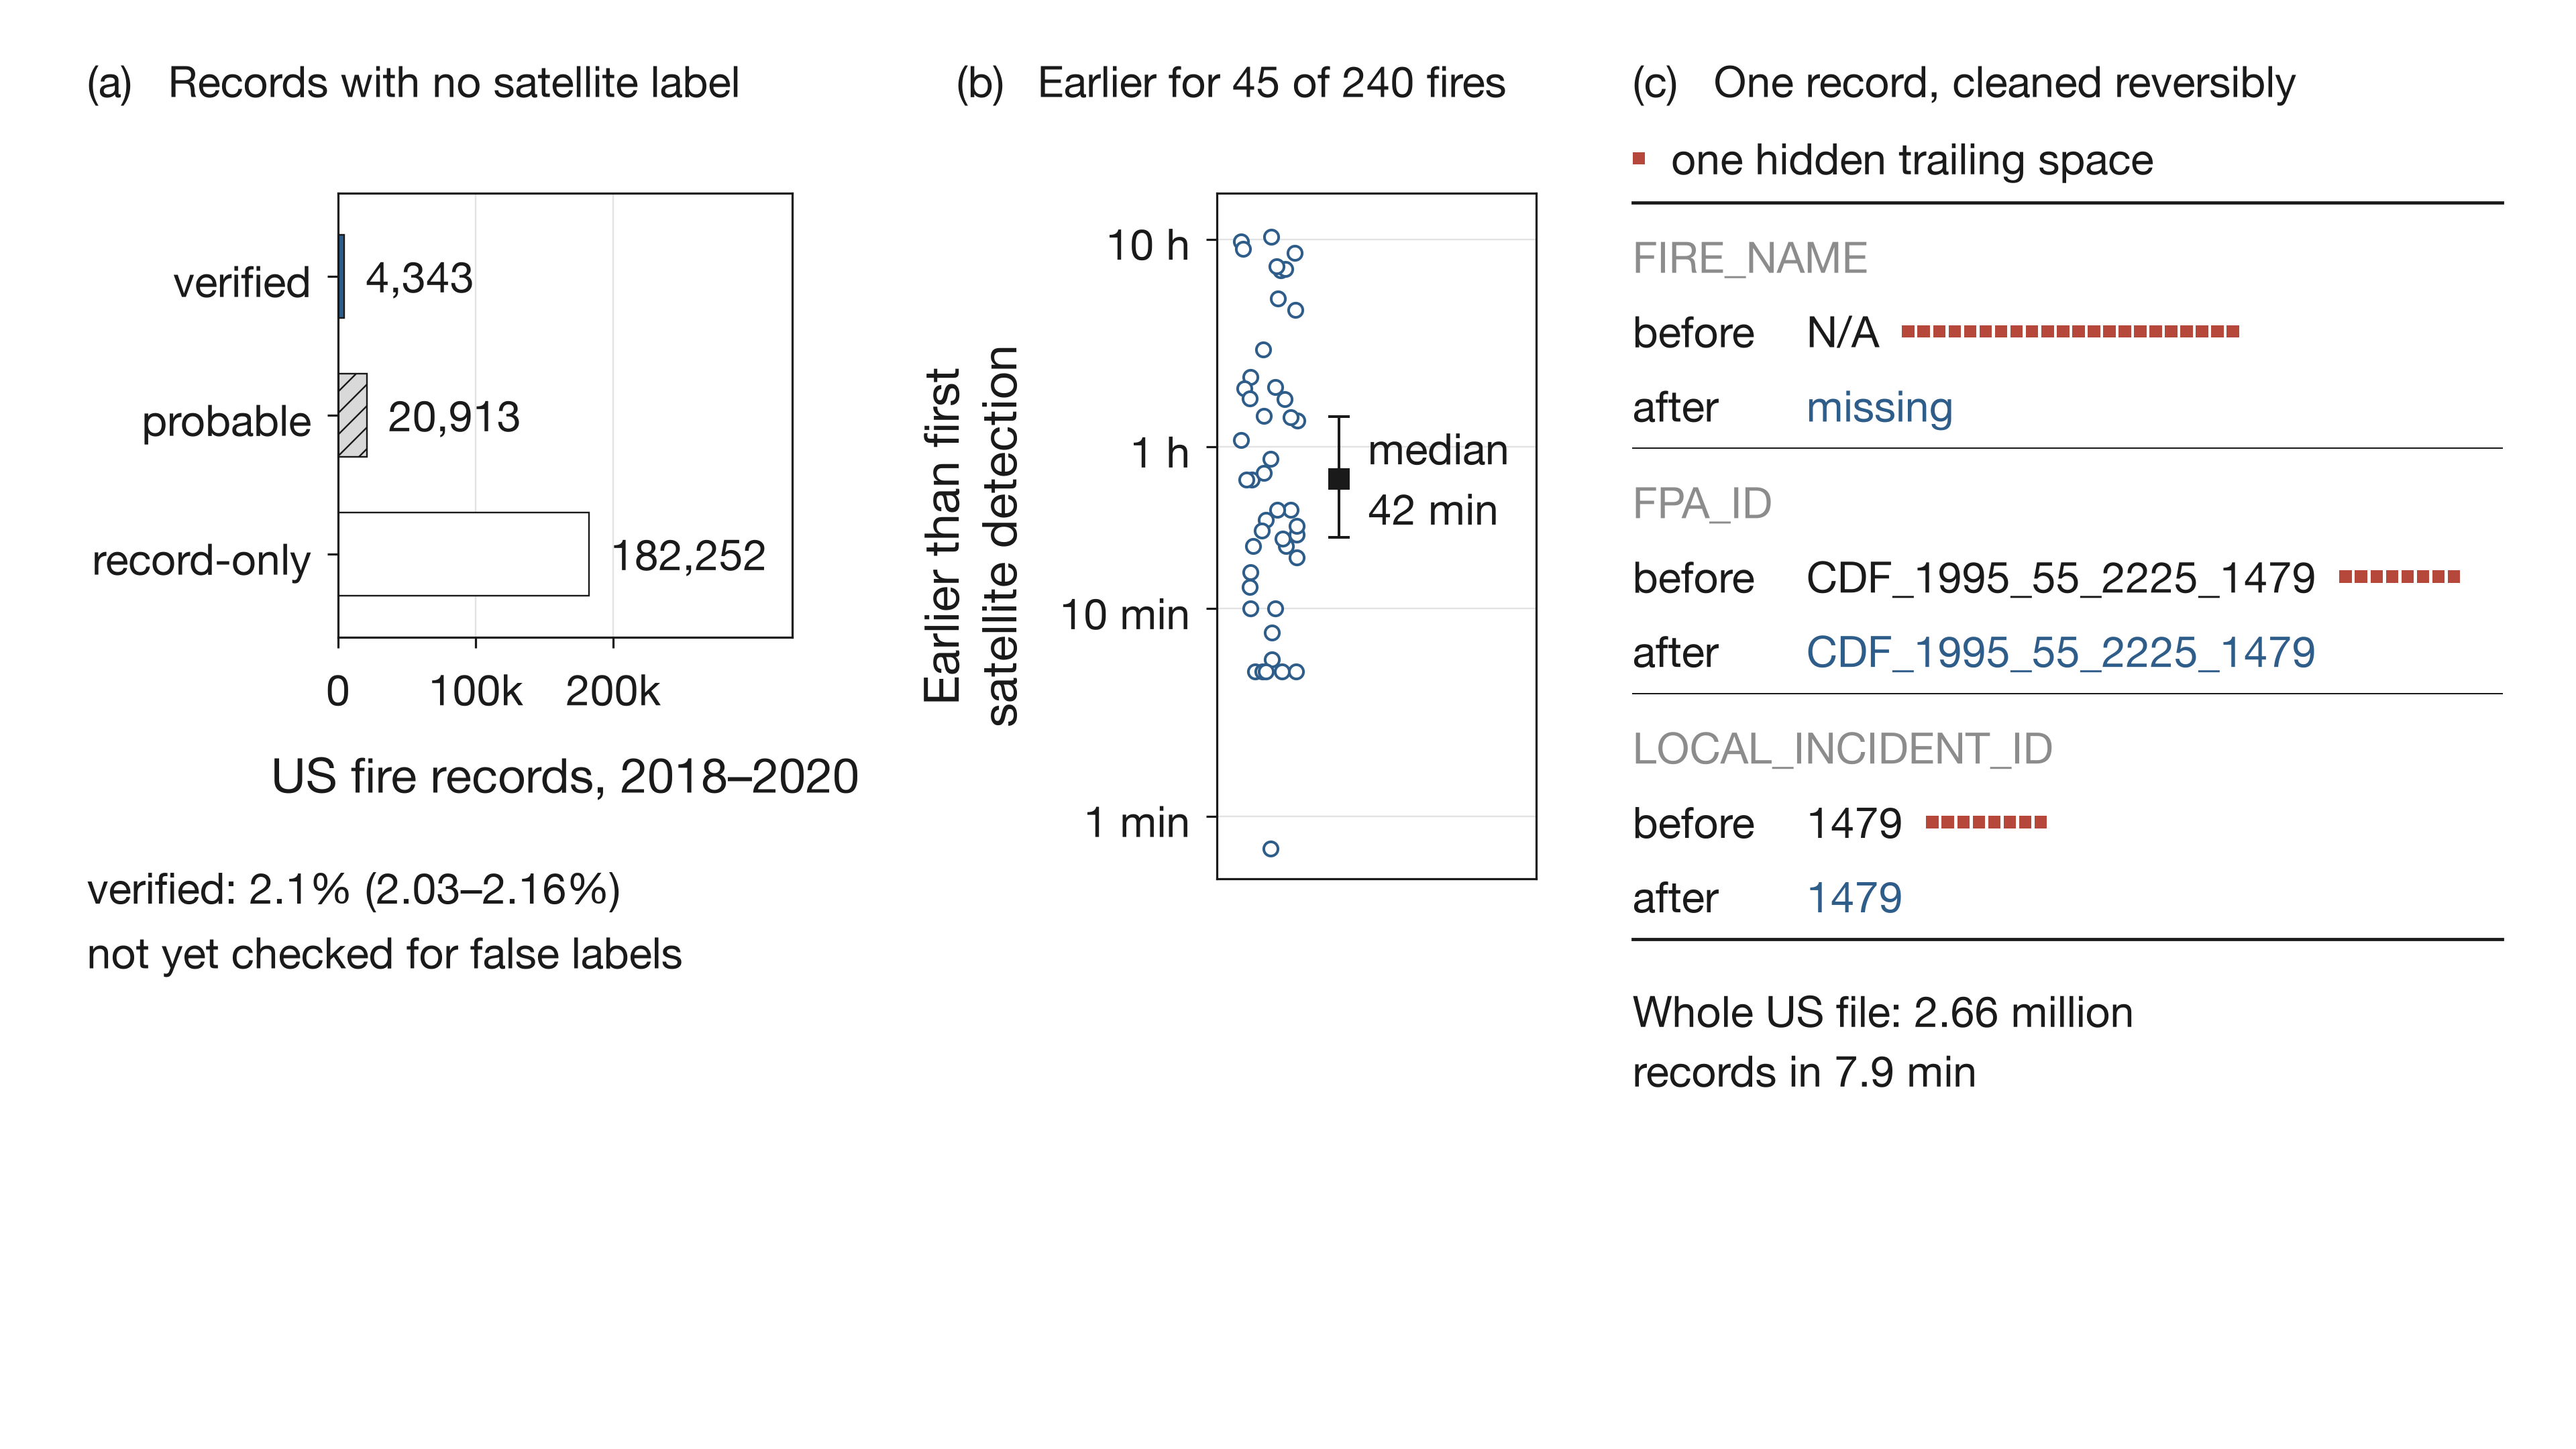 (a) Records with no satellite label
verified
4,343
probable
20,913
record-only
182,252
0 100k 200k
US fire records, 2018–2020
verified: 2.1% (2.03–2.16%)
not yet checked for false labels
(b) Earlier for 45 of 240 fires
Earlier than first
satellite detection
10 h
1 h
10 min
1 min
median
42 min
(c) One record, cleaned reversibly
one hidden trailing space
FIRE_NAME
before N/A
after missing
FPA_ID
before CDF_1995_55_2225_1479
after CDF_1995_55_2225_1479
LOCAL_INCIDENT_ID
before 1479
after 1479
Whole US file: 2.66 million
records in 7.9 min